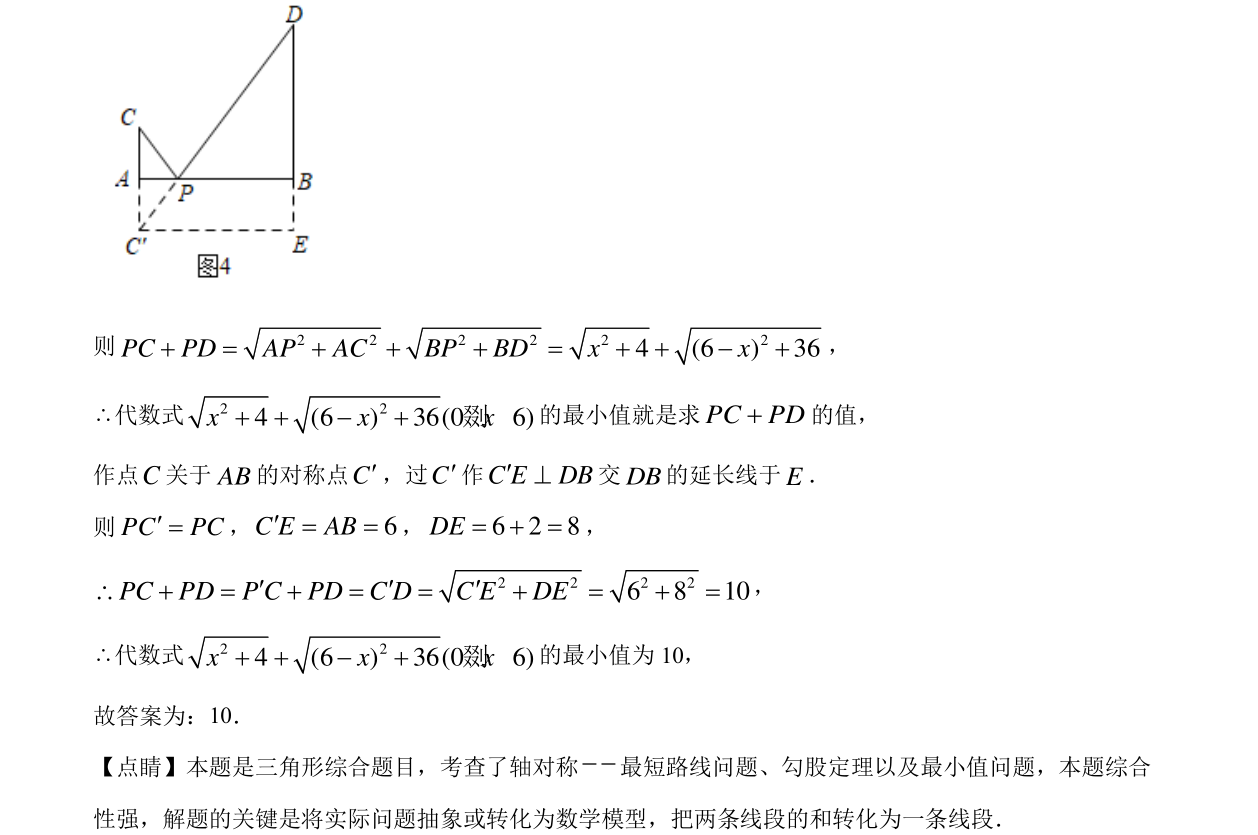 D
C
A
P
B
C′
E
图4
则 PC + PD = √(AP² + AC²) + √(BP² + BD²) = √(x² + 4) + √((6 − x)² + 36) ，
∴代数式 √(x² + 4) + √((6 − x)² + 36) (0 x 6) 的最小值就是求 PC + PD 的值，
作点 C 关于 AB 的对称点 C′ ，过 C′ 作 C′E ⊥ DB 交 DB 的延长线于 E ．
则 PC′ = PC ，C′E = AB = 6 ，DE = 6 + 2 = 8 ，
∴ PC + PD = P′C + PD = C′D = √(C′E² + DE²) = √(6² + 8²) = 10 ，
∴代数式 √(x² + 4) + √((6 − x)² + 36) (0 x 6) 的最小值为 10，
故答案为：10．
【点睛】本题是三角形综合题目，考查了轴对称－－最短路线问题、勾股定理以及最小值问题，本题综合
性强，解题的关键是将实际问题抽象或转化为数学模型，把两条线段的和转化为一条线段．